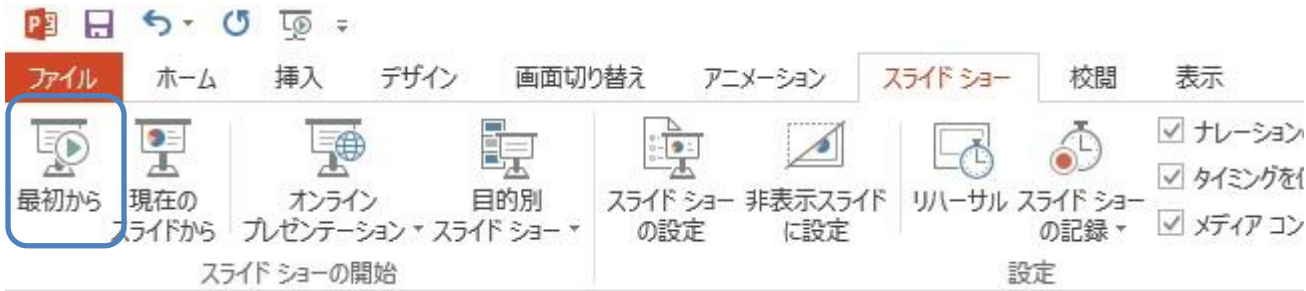 ファイル ホーム 挿入 デザイン 画面切り替え アニメーション スライド ショー 校閲 表示
最初から
現在の
スライドから
オンライン
プレゼンテーション
目的別
スライド ショー
スライド ショー
の設定
非表示スライド
に設定
リハーサル
スライド ショー
の記録
ナレーション
タイミングを
メディア コン
スライド ショーの開始
設定